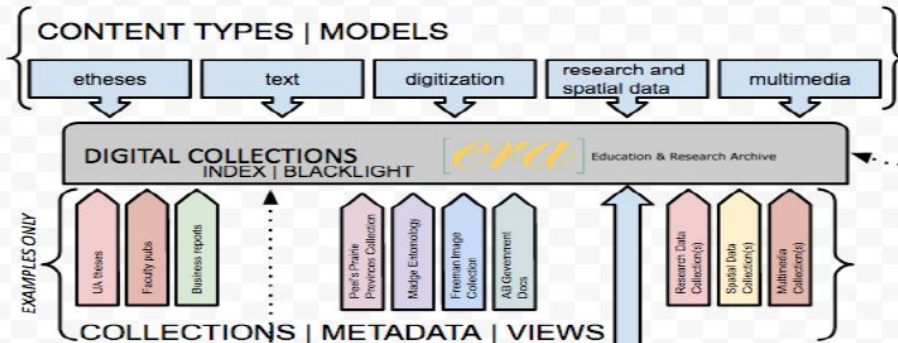 CONTENT TYPES | MODELS
etheses
text
digitization
research and
spatial data
multimedia
DIGITAL COLLECTIONS
INDEX | BLACKLIGHT
[era] Education & Research Archive
EXAMPLES ONLY
UA theses
Faculty pubs
Business reports
Peel's Prairie
Provinces Collection
Madge Entomology
Freeman Image
Collection
AB Government
Docs
Research Data
Collection(s)
Spatial Data
Collection(s)
Multimedia
Collection(s)
COLLECTIONS | METADATA | VIEWS